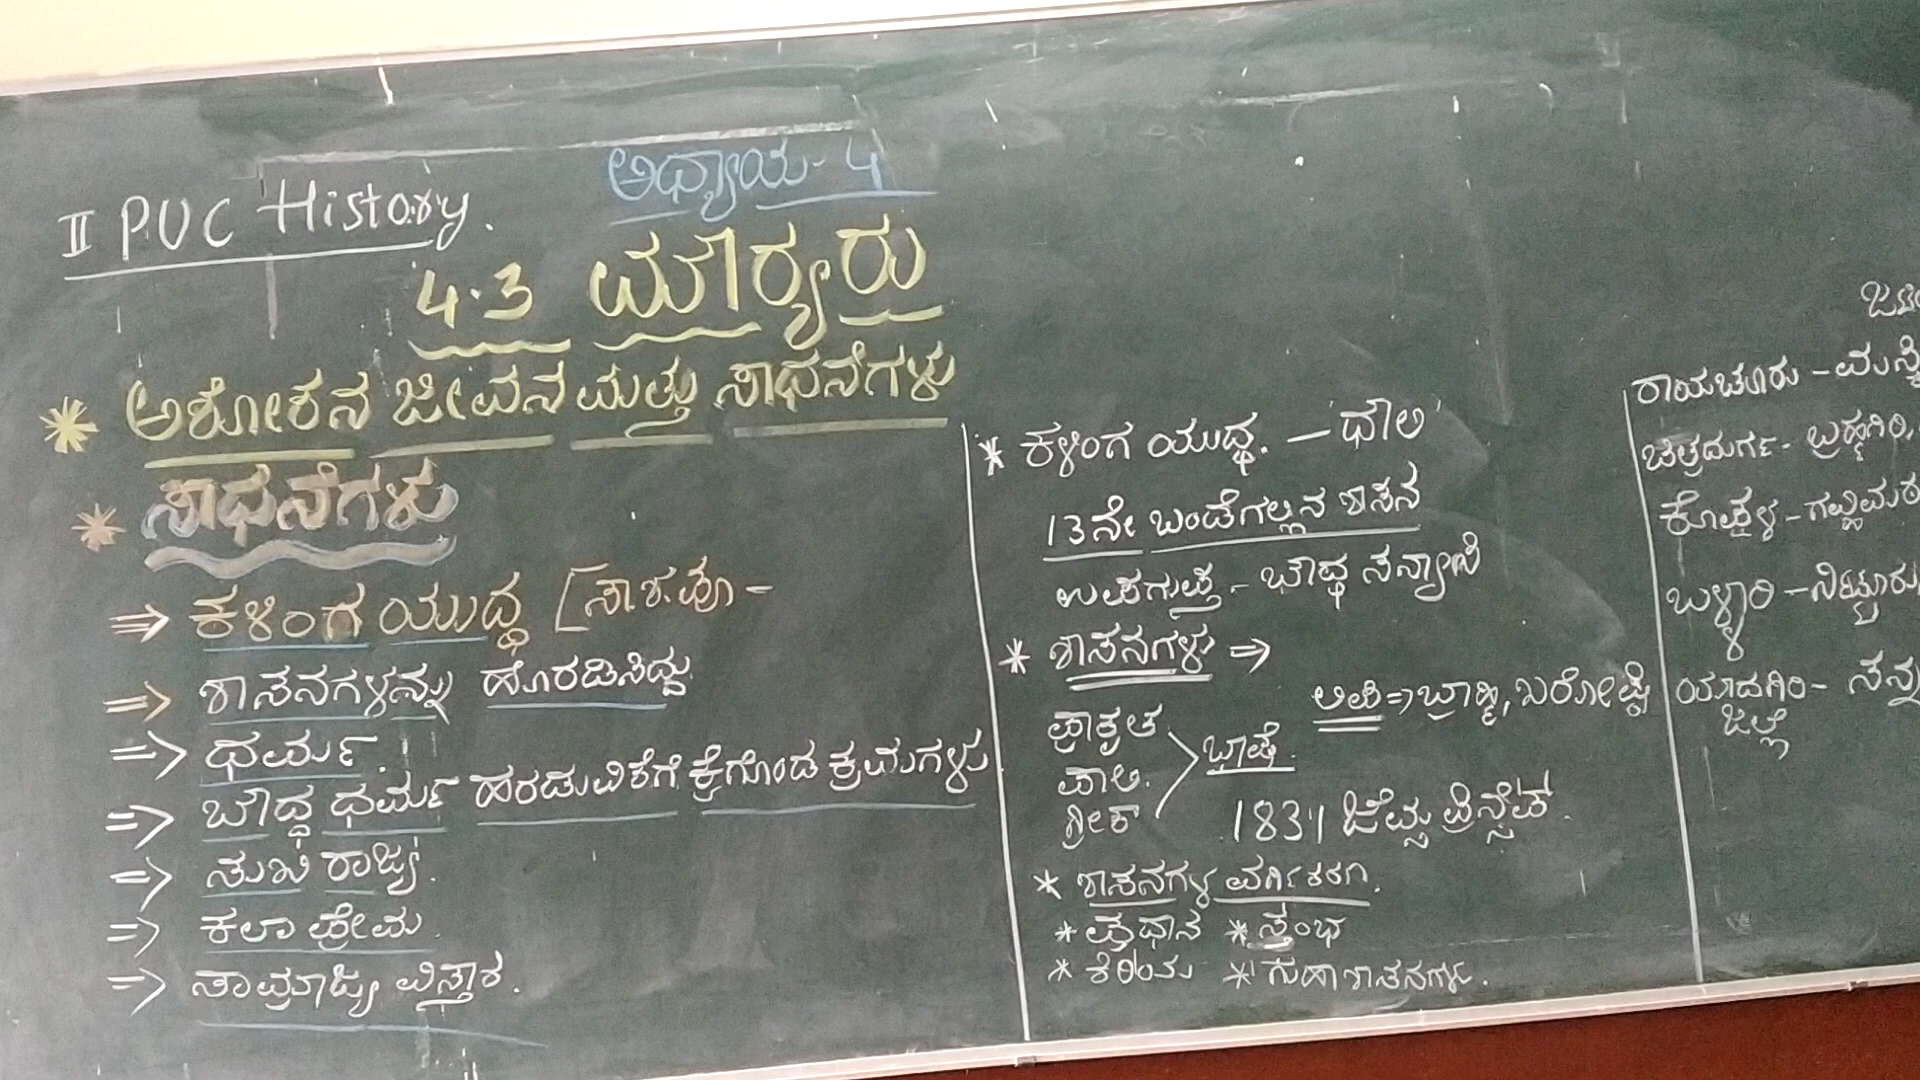 II PUC History.
ಅಧ್ಯಾಯ-4
4.3 ಮೌರ್ಯರು
* ಅಶೋಕನ ಜೀವನ ಮತ್ತು ಸಾಧನೆಗಳು
* ಸಾಧನೆಗಳು
⇒ ಕಳಿಂಗ ಯುದ್ಧ [ಸಾ.ಶ.ಪೂ -
⇒ ಶಾಸನಗಳನ್ನು ಹೊರಡಿಸಿದ್ದು.
⇒ ಧರ್ಮ.
⇒ ಬೌದ್ಧ ಧರ್ಮ ಹರಡುವಿಕೆಗೆ ಕೈಗೊಂಡ ಕ್ರಮಗಳು
⇒ ಸುಖಿ ರಾಜ್ಯ.
⇒ ಕಲಾ ಪ್ರೇಮ.
⇒ ಸಾಮ್ರಾಜ್ಯ ವಿಸ್ತಾರ.
* ಕಳಿಂಗ ಯುದ್ಧ. – 'ಧೌಲಿ'
13ನೇ ಬಂಡೆಗಲ್ಲಿನ ಶಾಸನ
ಉಪಗುಪ್ತ - ಬೌದ್ಧ ಸನ್ಯಾಸಿ
* ಶಾಸನಗಳು ⇒
ಲಿಪಿ ⇒ ಬ್ರಾಹ್ಮಿ, ಖರೋಷ್ಠಿ
ಪ್ರಾಕೃತ
ಪಾಲಿ.
ಗ್ರೀಕ್
ಭಾಷೆ.
1837 ಜೇಮ್ಸ್ ಪ್ರಿನ್ಸೆಪ್.
* ಶಾಸನಗಳ ವರ್ಗೀಕರಣ.
* ಪ್ರಧಾನ * ಸ್ತಂಭ
* ಕಿರಿಯ * ಗುಹಾ ಶಾಸನಗಳು.
ರಾಯಚೂರು - ಮಸ್ಕಿ
ಚಿತ್ರದುರ್ಗ - ಬ್ರಹ್ಮಗಿರಿ,
ಕೊಪ್ಪಳ - ಗವ್ಹಿಮಠ
ಬಳ್ಳಾರಿ - ನಿಟ್ಟೂರು
ಯಾದಗಿರಿ -
ಜಿಲ್ಲೆ